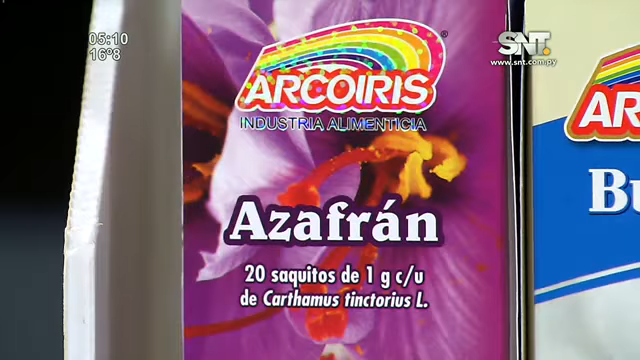 05:10
16°8
SNT
www.snt.com.py
ARCOIRIS
INDUSTRIA ALIMENTICIA
Azafrán
20 saquitos de 1 g c/u
de Carthamus tinctorius L.
AR
Bu